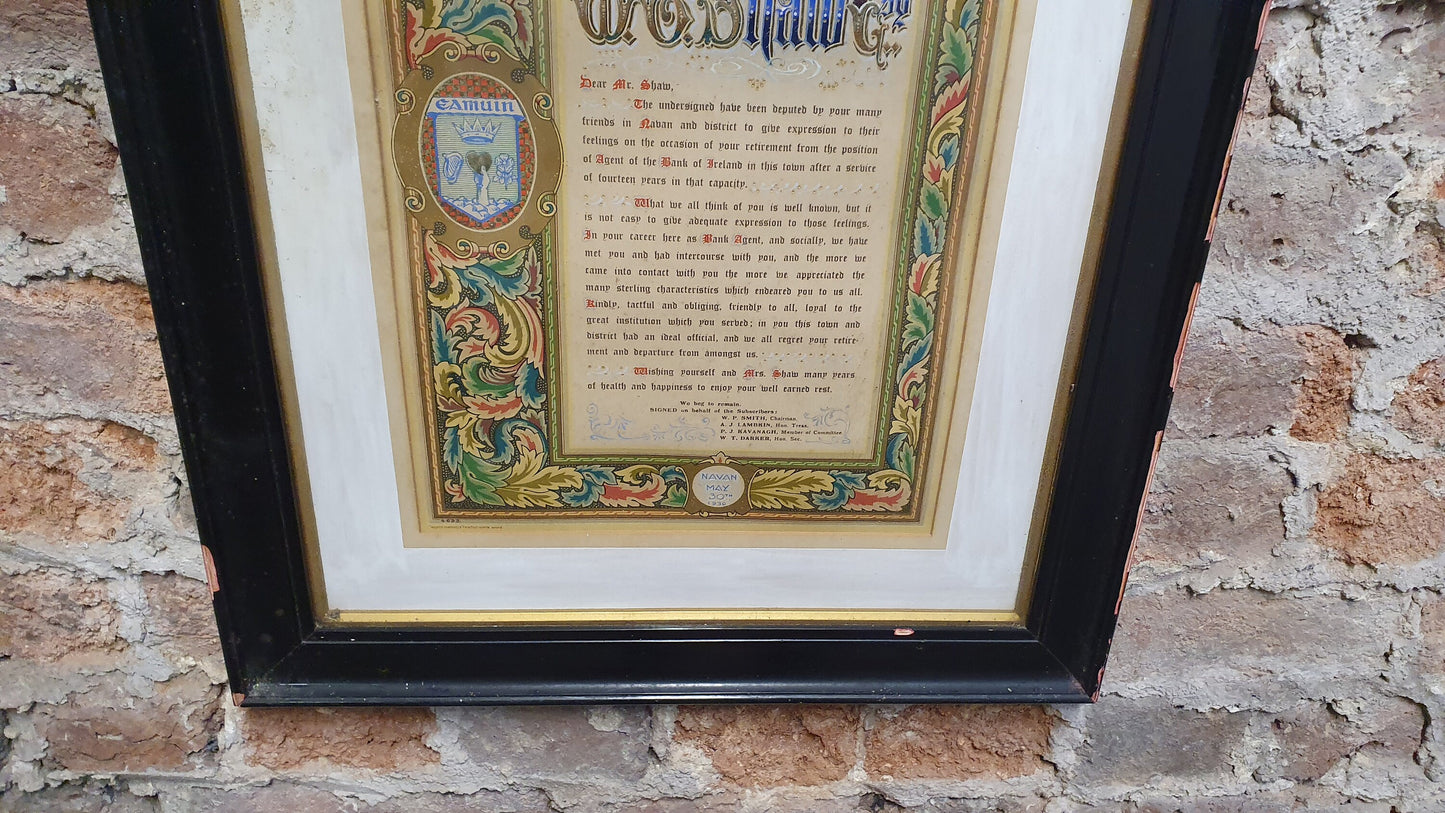 W. O. Shaw
Dear Mr. Shaw,
The undersigned have been deputed by your many
friends in Navan and district to give expression to their
feelings on the occasion of your retirement from the position
of Agent of the Bank of Ireland in this town after a service
of fourteen years in that capacity.
What we all think of you is well known, but it
is not easy to give adequate expression to those feelings.
In your career here as Bank Agent, and socially, we have
met you and had intercourse with you, and the more we
came into contact with you the more we appreciated the
many sterling characteristics which endeared you to us all.
Kindly, tactful and obliging, friendly to all, loyal to the
great institution which you served; in you this town and
district had an ideal official, and we all regret your retire-
ment and departure from amongst us.
Wishing yourself and Mrs. Shaw many years
of health and happiness to enjoy your well earned rest.
We beg to remain.
SIGNED on behalf of the Subscribers:
W. P. SMITH, Chairman,
A. J. LAMBKIN, Hon. Treas.
P. J. KAVANAGH, Member of Committee
W. T. DARKER, Hon. Sec.
EAMUIN
NAVAN
MAY
30TH